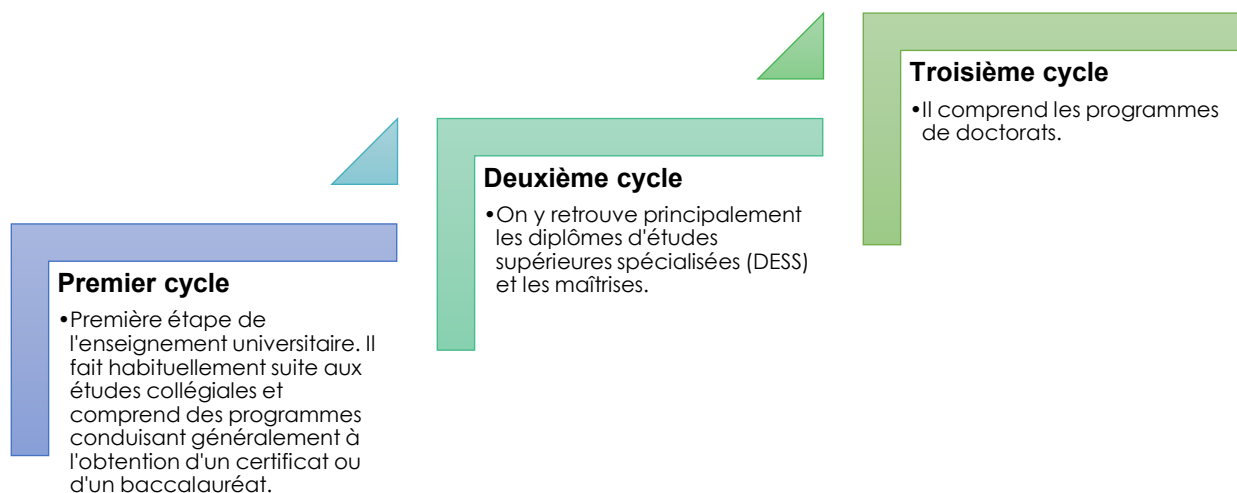 Premier cycle
•Première étape de
l'enseignement universitaire. Il
fait habituellement suite aux
études collégiales et
comprend des programmes
conduisant généralement à
l'obtention d'un certificat ou
d'un baccalauréat.
Deuxième cycle
•On y retrouve principalement
les diplômes d'études
supérieures spécialisées (DESS)
et les maîtrises.
Troisième cycle
•Il comprend les programmes
de doctorats.